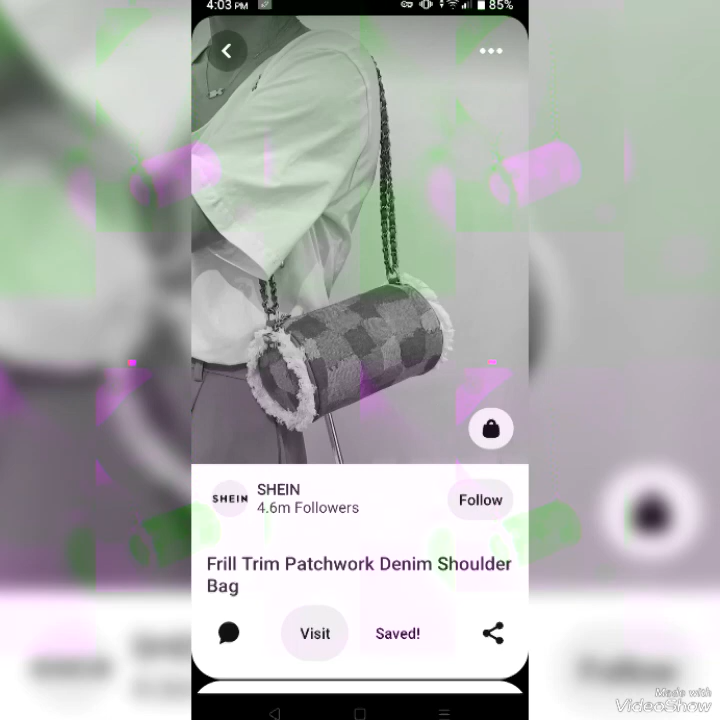 4:03 PM 85%
SHEIN SHEIN
4.6m Followers
Follow
Frill Trim Patchwork Denim Shoulder
Bag
Visit
Saved!
Made with
VideoShow